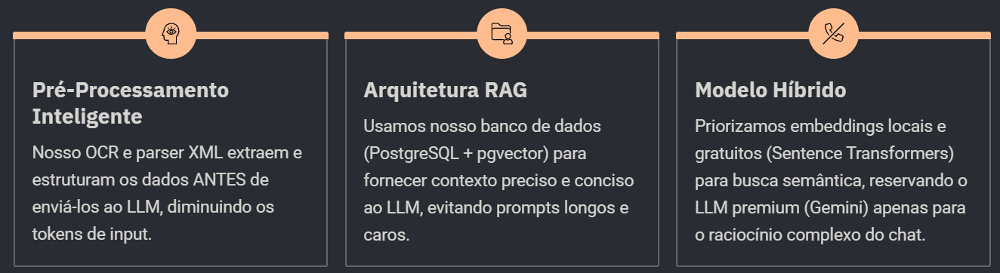 Pré-Processamento
Inteligente
Nosso OCR e parser XML extraem e
estruturam os dados ANTES de
enviá-los ao LLM, diminuindo os
tokens de input.
Arquitetura RAG
Usamos nosso banco de dados
(PostgreSQL + pgvector) para
fornecer contexto preciso e conciso
ao LLM, evitando prompts longos e
caros.
Modelo Híbrido
Priorizamos embeddings locais e
gratuitos (Sentence Transformers)
para busca semântica, reservando o
LLM premium (Gemini) apenas para
o raciocínio complexo do chat.